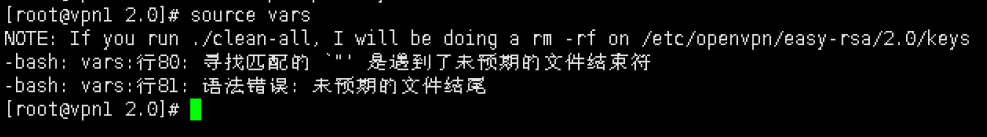 [root@vpn1 2.0]# source vars
NOTE: If you run ./clean-all, I will be doing a rm -rf on /etc/openvpn/easy-rsa/2.0/keys
-bash: vars:行80: 寻找匹配的 `"' 是遇到了未预期的文件结束符
-bash: vars:行81: 语法错误: 未预期的文件结尾
[root@vpn1 2.0]#